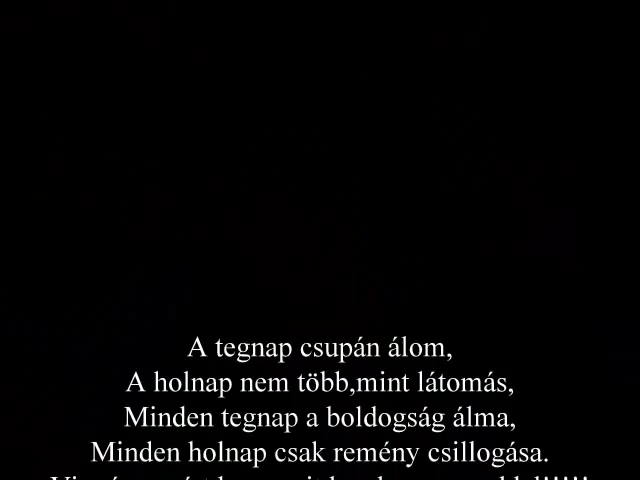 A tegnap csupán álom,
A holnap nem több,mint látomás,
Minden tegnap a boldogság álma,
Minden holnap csak remény csillogása.